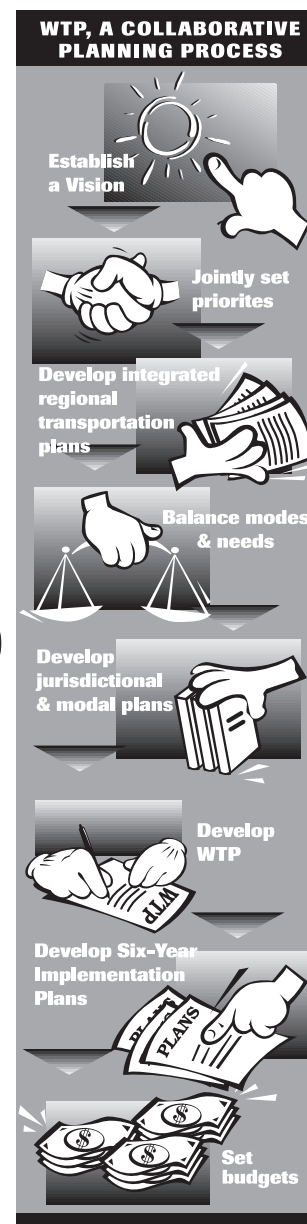 WTP, A COLLABORATIVE
PLANNING PROCESS
Establish
a Vision
Jointly set
priorites
Develop integrated
regional
transportation
plans
Balance modes
& needs
Develop
jurisdictional
& modal plans
Develop
WTP
WTP
Develop Six-Year
Implementation
Plans
PLANS
PLANS
Set
budgets
$
$
$